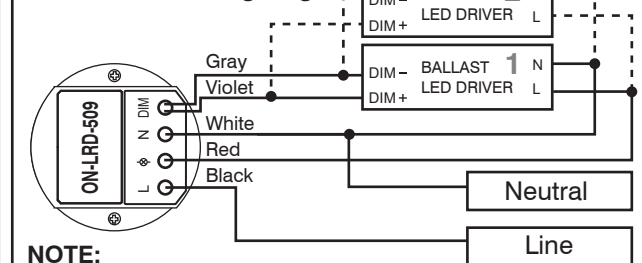 DIM–
LED DRIVER L
DIM+
Gray
DIM– BALLAST 1 N
LED DRIVER L
DIM+
Violet
White
Red
Black
ON-LRD-509
DIM
N
L
Neutral
Line
NOTE: